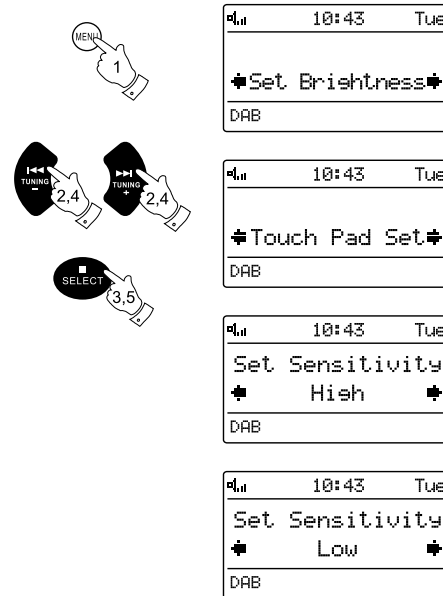 MENU
1
10:43 Tue
Set Brightness
DAB
TUNING
−
2,4
TUNING
+
2,4
10:43 Tue
Touch Pad Set
DAB
SELECT
3,5
10:43 Tue
Set Sensitivity
High
DAB
10:43 Tue
Set Sensitivity
Low
DAB